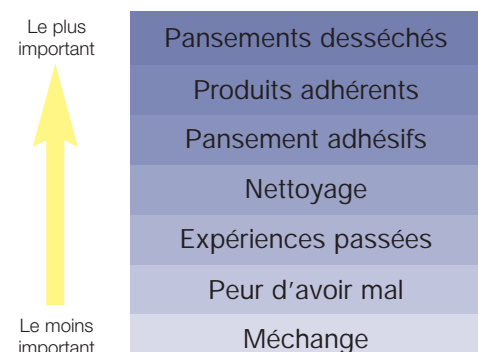 Le plus
important
Pansements desséchés
Produits adhérents
Pansement adhésifs
Nettoyage
Expériences passées
Peur d'avoir mal
Méchange
Le moins
important